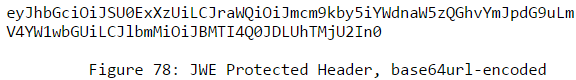 eyJhbGciOiJSU0ExXzUiLCJraWQiOiJmcm9kby5iYWdnaW5zQGhvYmJpdG9uLm
V4YW1wbGUiLCJlbmMiOiJBMTI4Q0JDLUhTMjU2In0
Figure 78: JWE Protected Header, base64url-encoded